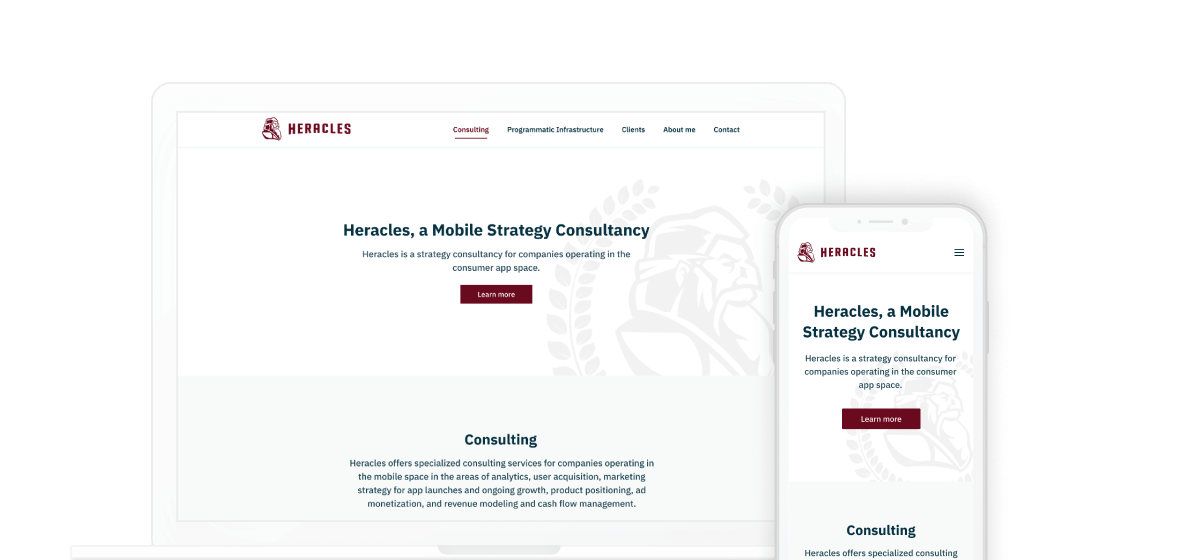 HERACLES
Consulting Programmatic Infrastructure Clients About me Contact
Heracles, a Mobile Strategy Consultancy
Heracles is a strategy consultancy for companies operating in the
consumer app space.
Learn more
Consulting
Heracles offers specialized consulting services for companies operating in
the mobile space in the areas of analytics, user acquisition, marketing
strategy for app launches and ongoing growth, product positioning, ad
monetization, and revenue modeling and cash flow management.
HERACLES
Heracles, a Mobile
Strategy Consultancy
Heracles is a strategy consultancy for
companies operating in the consumer
app space.
Learn more
Consulting
Heracles offers specialized consulting